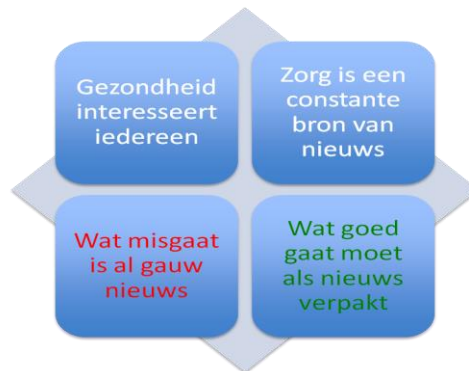 Gezondheid
interesseert
iedereen
Zorg is een
constante
bron van
nieuws
Wat misgaat
is al gauw
nieuws
Wat goed
gaat moet
als nieuws
verpakt